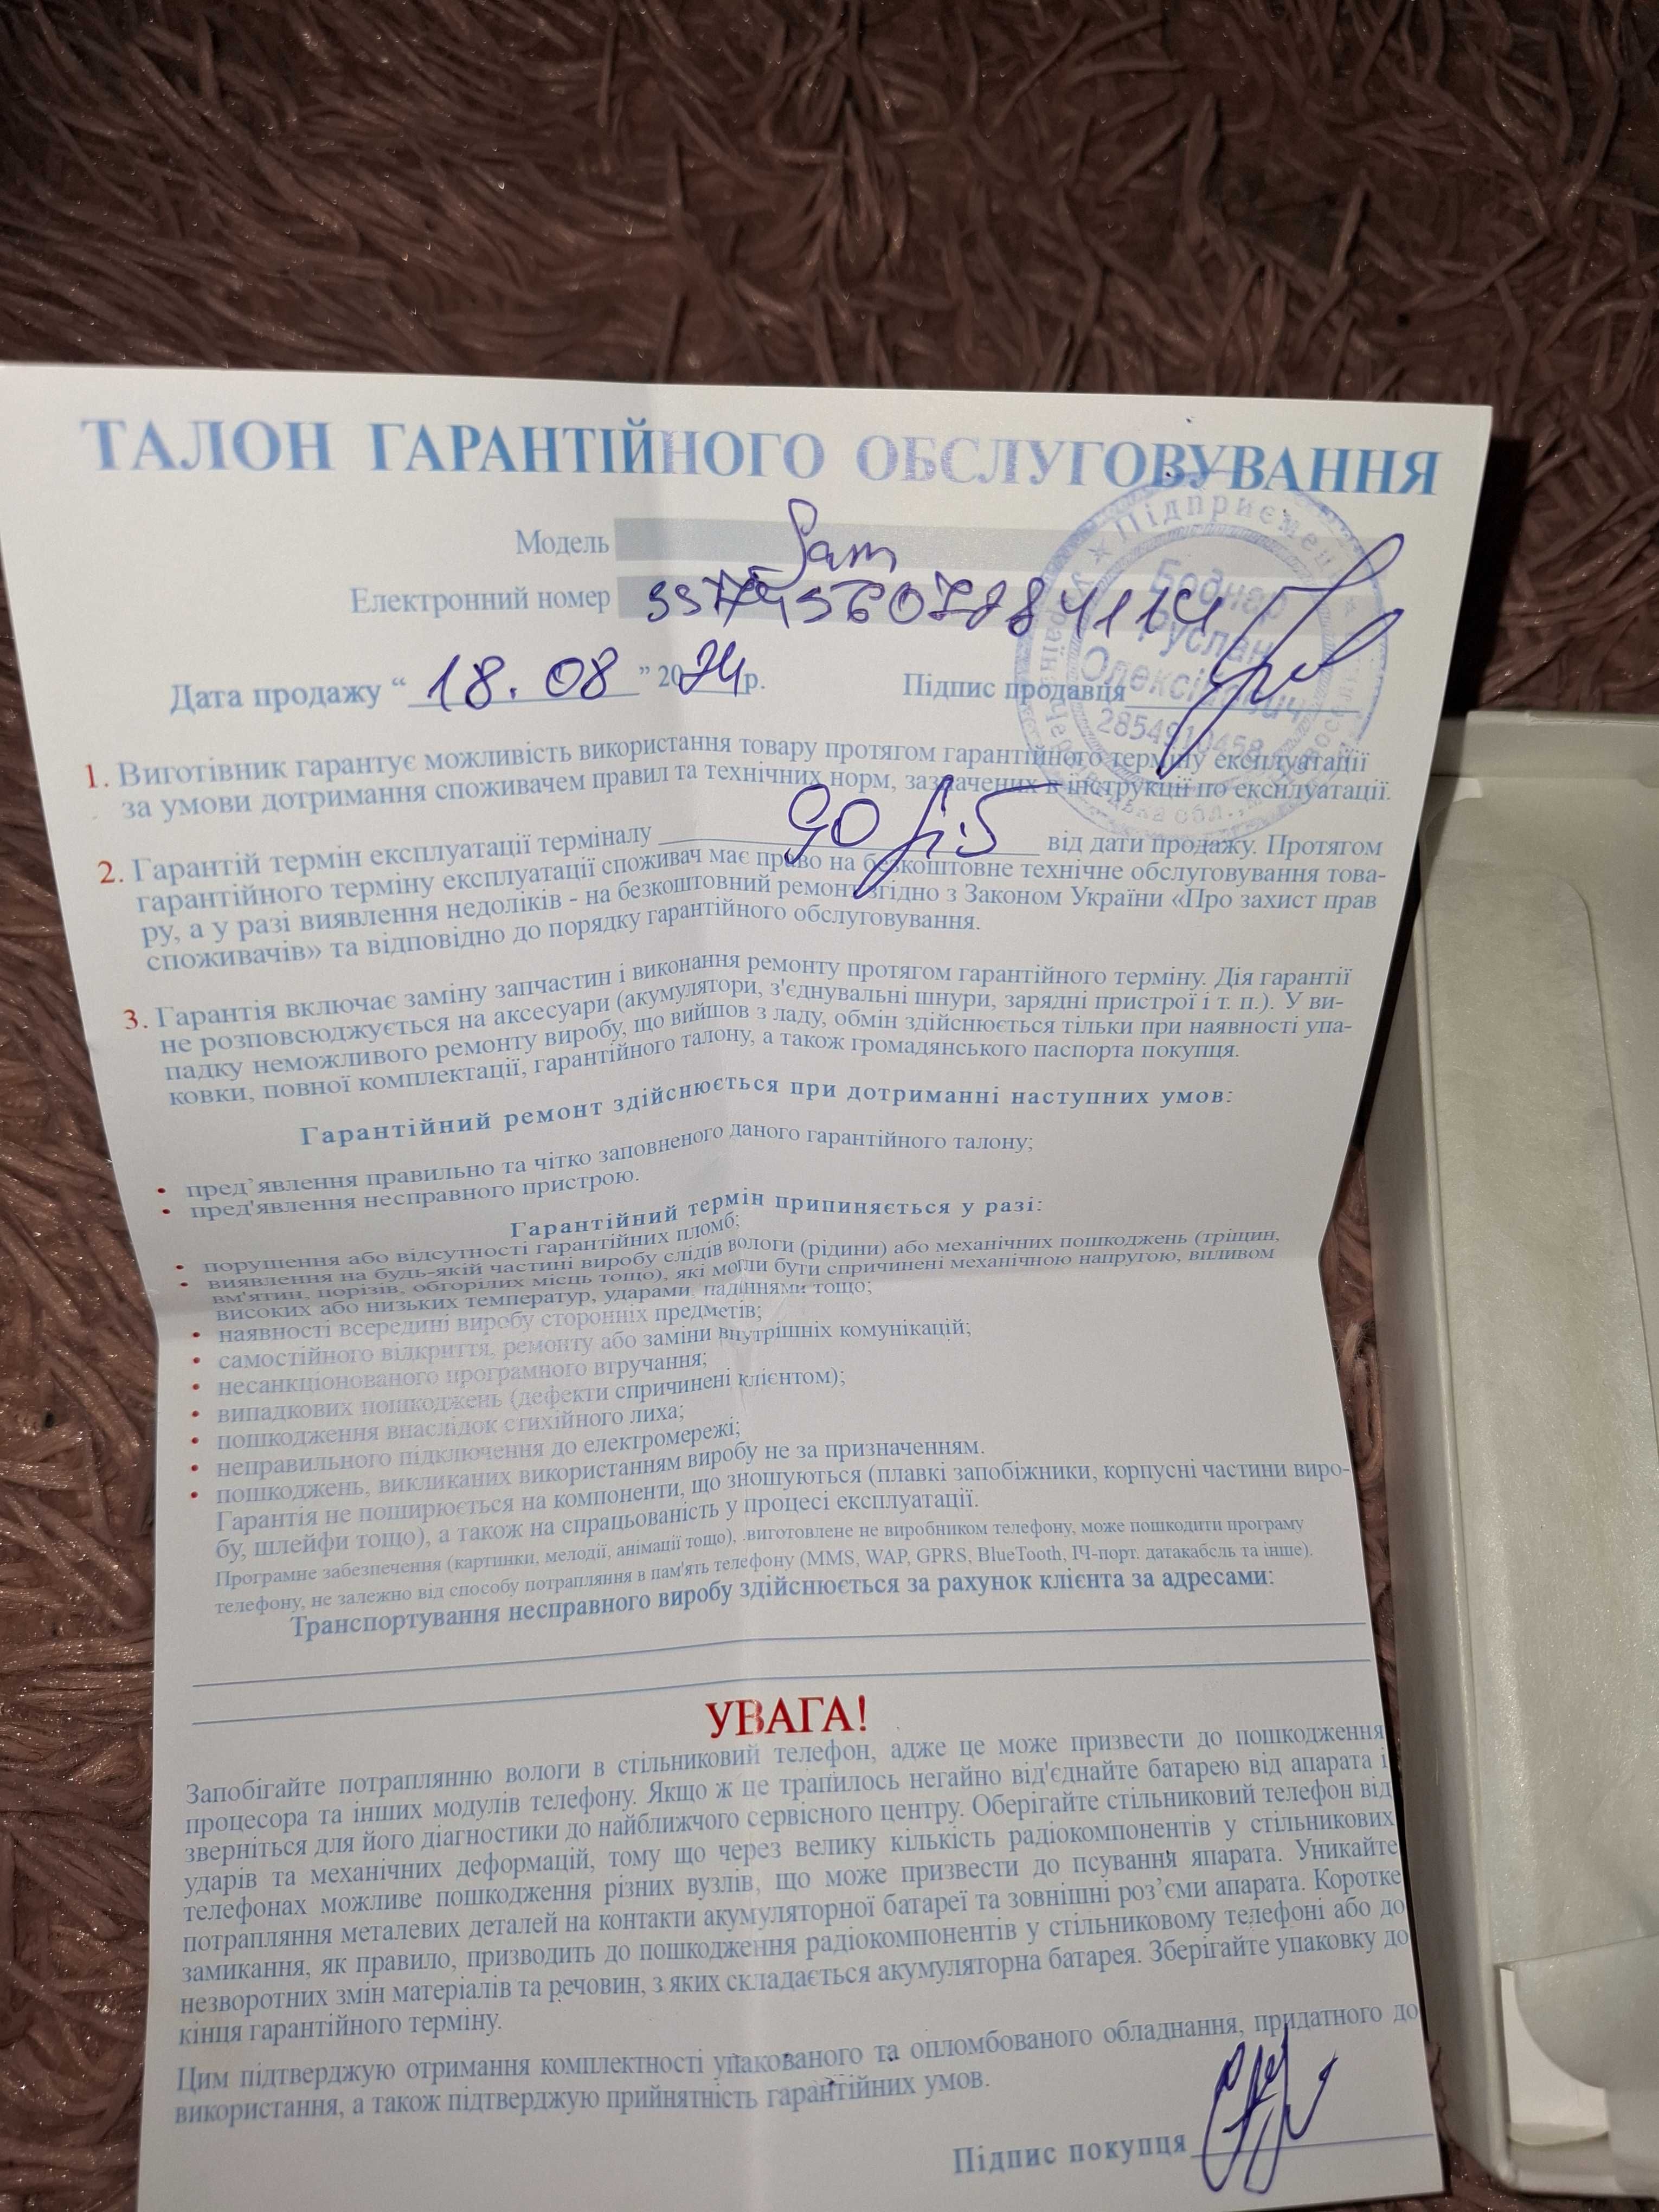 ТАЛОН ГАРАНТІЙНОГО ОБСЛУГОВУВАННЯ
Модель Sam
Електронний номер
Дата продажу “ 18.08 ” 2024 р. Підпис продавця
Підприємець
Боднар
Руслан
Олексійович
1. Виготівник гарантує можливість використання товару протягом гарантійного терміну експлуатації
за умови дотримання споживачем правил та технічних норм, зазначених в інструкції по експлуатації.
2. Гарантій термін експлуатації терміналу 90 від дати продажу. Протягом
гарантійного терміну експлуатації споживач має право на безкоштовне технічне обслуговування това-
ру, а у разі виявлення недоліків - на безкоштовний ремонт згідно з Законом України «Про захист прав
споживачів» та відповідно до порядку гарантійного обслуговування.
3. Гарантія включає заміну запчастин і виконання ремонту протягом гарантійного терміну. Дія гарантії
не розповсюджується на аксесуари (акумулятори, з'єднувальні шнури, зарядні пристрої і т. п.). У ви-
падку неможливого ремонту виробу, що вийшов з ладу, обмін здійснюється тільки при наявності упа-
ковки, повної комплектації, гарантійного талону, а також громадянського паспорта покупця.
Гарантійний ремонт здійснюється при дотриманні наступних умов:
• пред’явлення правильно та чітко заповненого даного гарантійного талону;
• пред'явлення несправного пристрою.
Гарантійний термін припиняється у разі:
• порушення або відсутності гарантійних пломб;
• виявлення на будь-якій частині виробу слідів вологи (рідини) або механічних пошкоджень (тріщин,
вм'ятин, порізів, обгорілих місць тощо), які могли бути спричинені механічною напругою, впливом
високих або низьких температур, ударами, падіннями тощо;
• наявності всередині виробу сторонніх предметів;
• самостійного відкриття, ремонту або заміни внутрішніх комунікацій;
• несанкціонованого програмного втручання;
• випадкових пошкоджень (дефекти спричинені клієнтом);
• пошкодження внаслідок стихійного лиха;
• неправильного підключення до електромережі;
• пошкоджень, викликаних використанням виробу не за призначенням.
Гарантія не поширюється на компоненти, що зношуються (плавкі запобіжники, корпусні частини виро-
бу, шлейфи тощо), а також на спрацьованість у процесі експлуатації.
Програмне забезпечення (картинки, мелодії, анімації тощо), .виготовлене не виробником телефону, може пошкодити програму
телефону, не залежно від способу потрапляння в пам'ять телефону (MMS, WAP, GPRS, BlueTooth, ІЧ-порт. датакабель та інше).
Транспортування несправного виробу здійснюється за рахунок клієнта за адресами:
УВАГА!
Запобігайте потраплянню вологи в стільниковий телефон, адже це може призвести до пошкодження
процесора та інших модулів телефону. Якщо ж це трапилось негайно від'єднайте батарею від апарата і
зверніться для його діагностики до найближчого сервісного центру. Оберігайте стільниковий телефон від
ударів та механічних деформацій, тому що через велику кількість радіокомпонентів у стільникових
телефонах можливе пошкодження різних вузлів, що може призвести до псування япарата. Уникайте
потрапляння металевих деталей на контакти акумуляторної батареї та зовнішні роз’єми апарата. Коротке
замикання, як правило, призводить до пошкодження радіокомпонентів у стільниковому телефоні або до
незворотних змін матеріалів та речовин, з яких складається акумуляторна батарея. Зберігайте упаковку до
кінця гарантійного терміну.
Цим підтверджую отримання комплектності упакованого та опломбованого обладнання, придатного до
використання, а також підтверджую прийнятність гарантійних умов.
Підпис покупця